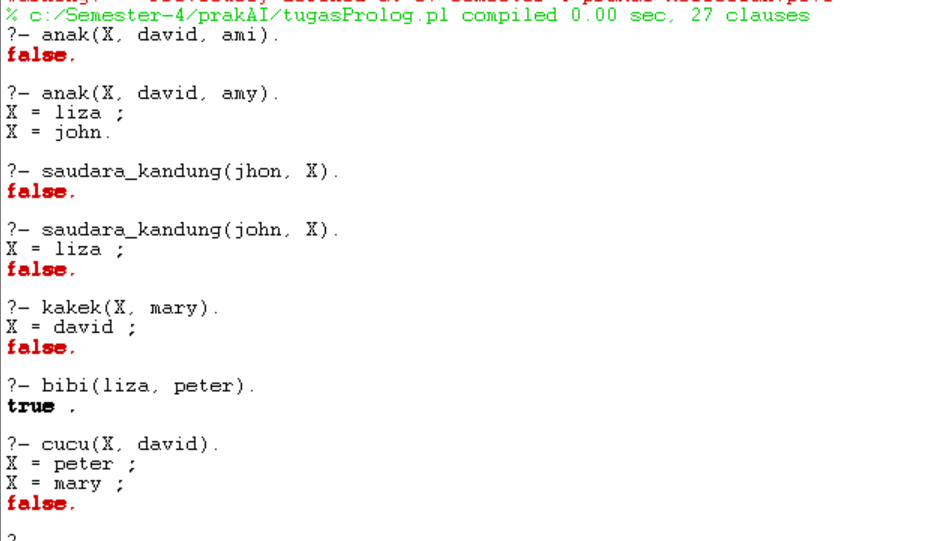 % c:/Semester-4/prakAI/tugasProlog.pl compiled 0.00 sec, 27 clauses
?- anak(X, david, ami).
false.
?- anak(X, david, amy).
X = liza ;
X = john.
?- saudara_kandung(jhon, X).
false.
?- saudara_kandung(john, X).
X = liza ;
false.
?- kakek(X, mary).
X = david ;
false.
?- bibi(liza, peter).
true .
?- cucu(X, david).
X = peter ;
X = mary ;
false.